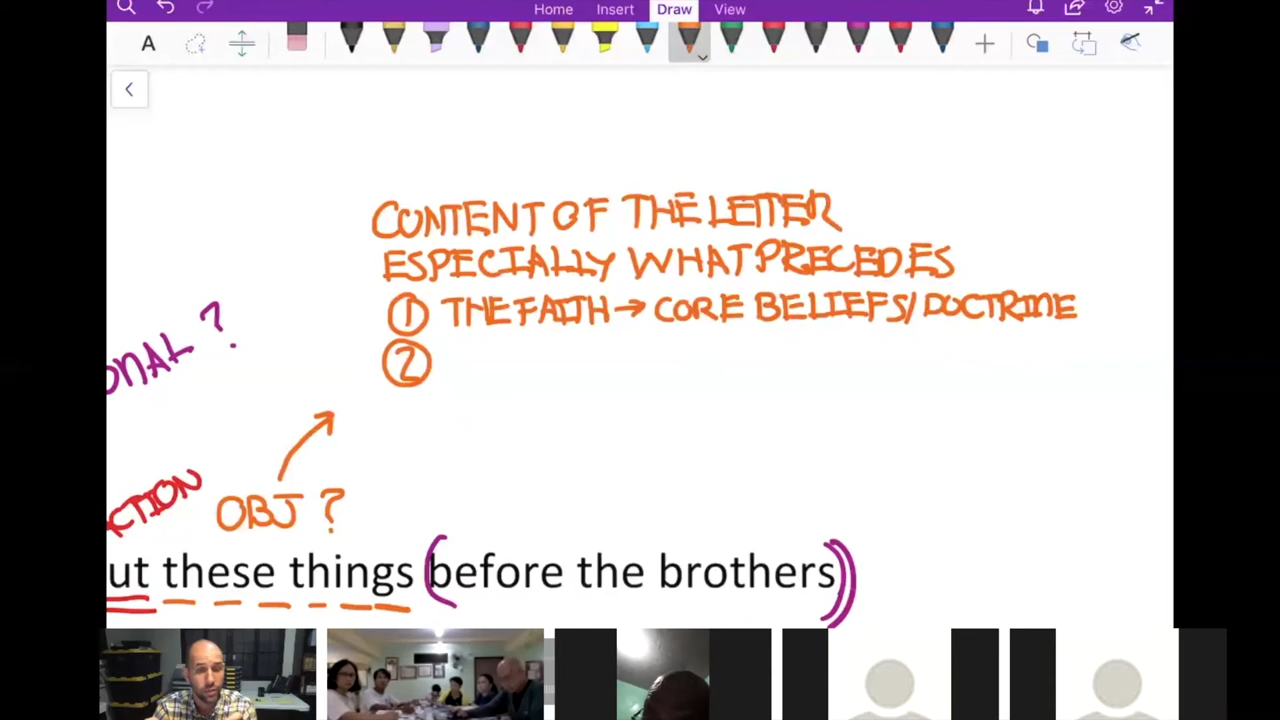 Home Insert Draw View
A
CONTENT OF THE LETTER
ESPECIALLY WHAT PRECEDES
① THE FAITH → CORE BELIEFS/DOCTRINE
②
ONAL ?
CTION
OBJ ?
ut these things (before the brothers))